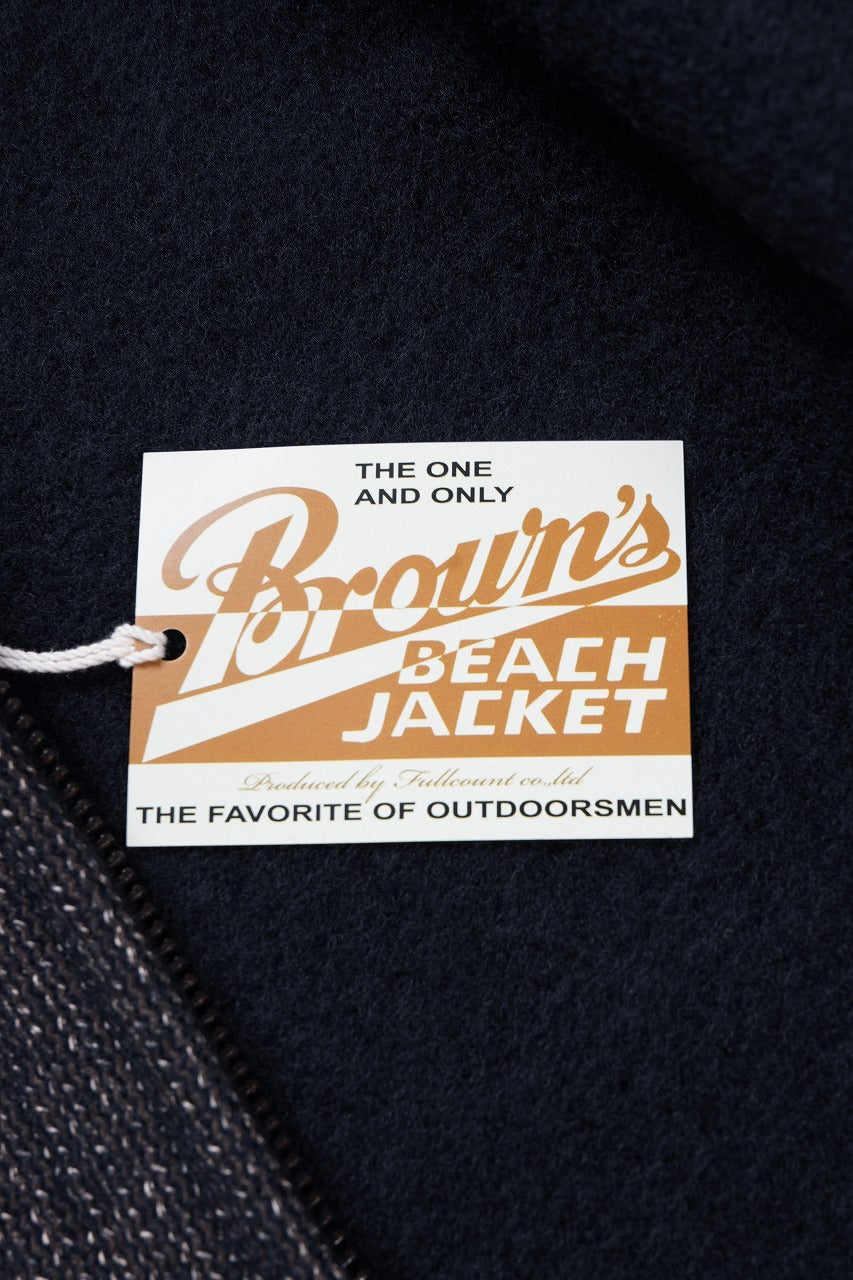 THE ONE
AND ONLY
Brown's
BEACH
JACKET
Produced by Fullcount co.,ltd
THE FAVORITE OF OUTDOORSMEN